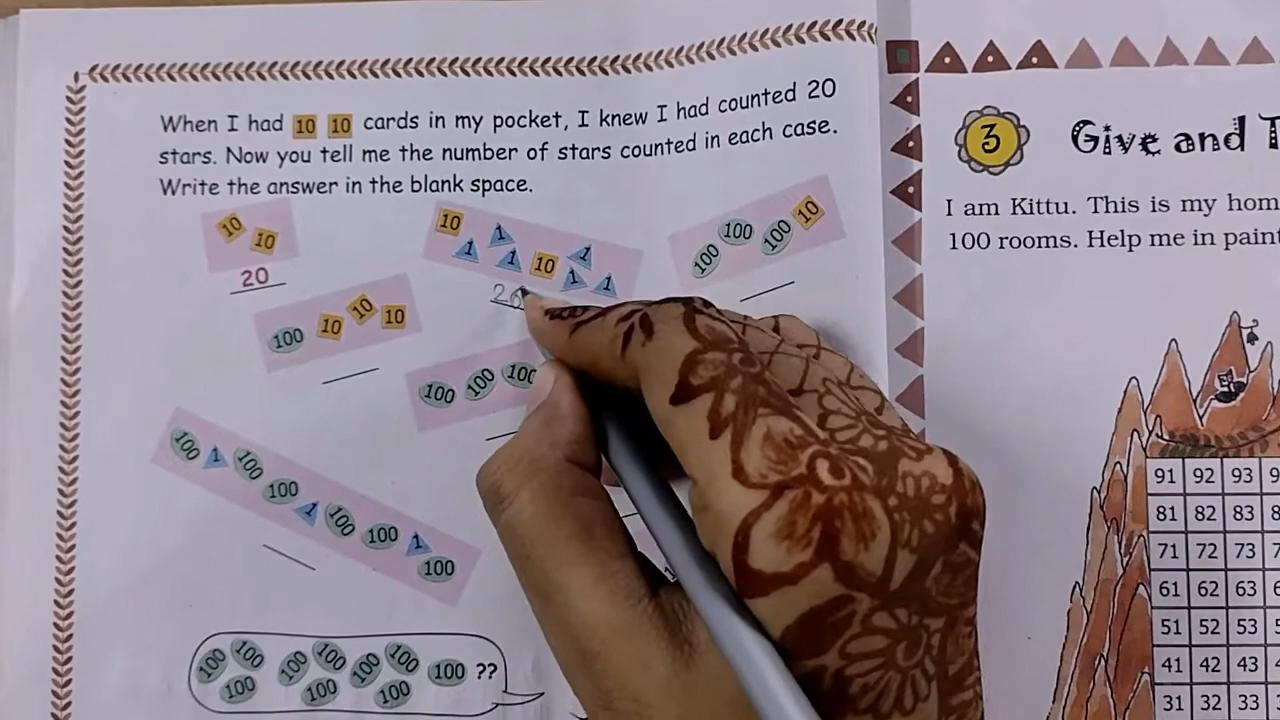 When I had 10 10 cards in my pocket, I knew I had counted 20
stars. Now you tell me the number of stars counted in each case.
Write the answer in the blank space.
10 10
20
10 1 1 1 1 10 1 1
26
100 100 100 10
100 10 10 10
100 100 100
100 1 100 100 1 100 100 1 100
100 100 100 100 100 100 100 100 100 100 ??
3
Give and
I am Kittu. This is my
100 rooms. Help me in
91 92 93
81 82 83
71 72 73
61 62 63
51 52 53
41 42 43
31 32 33